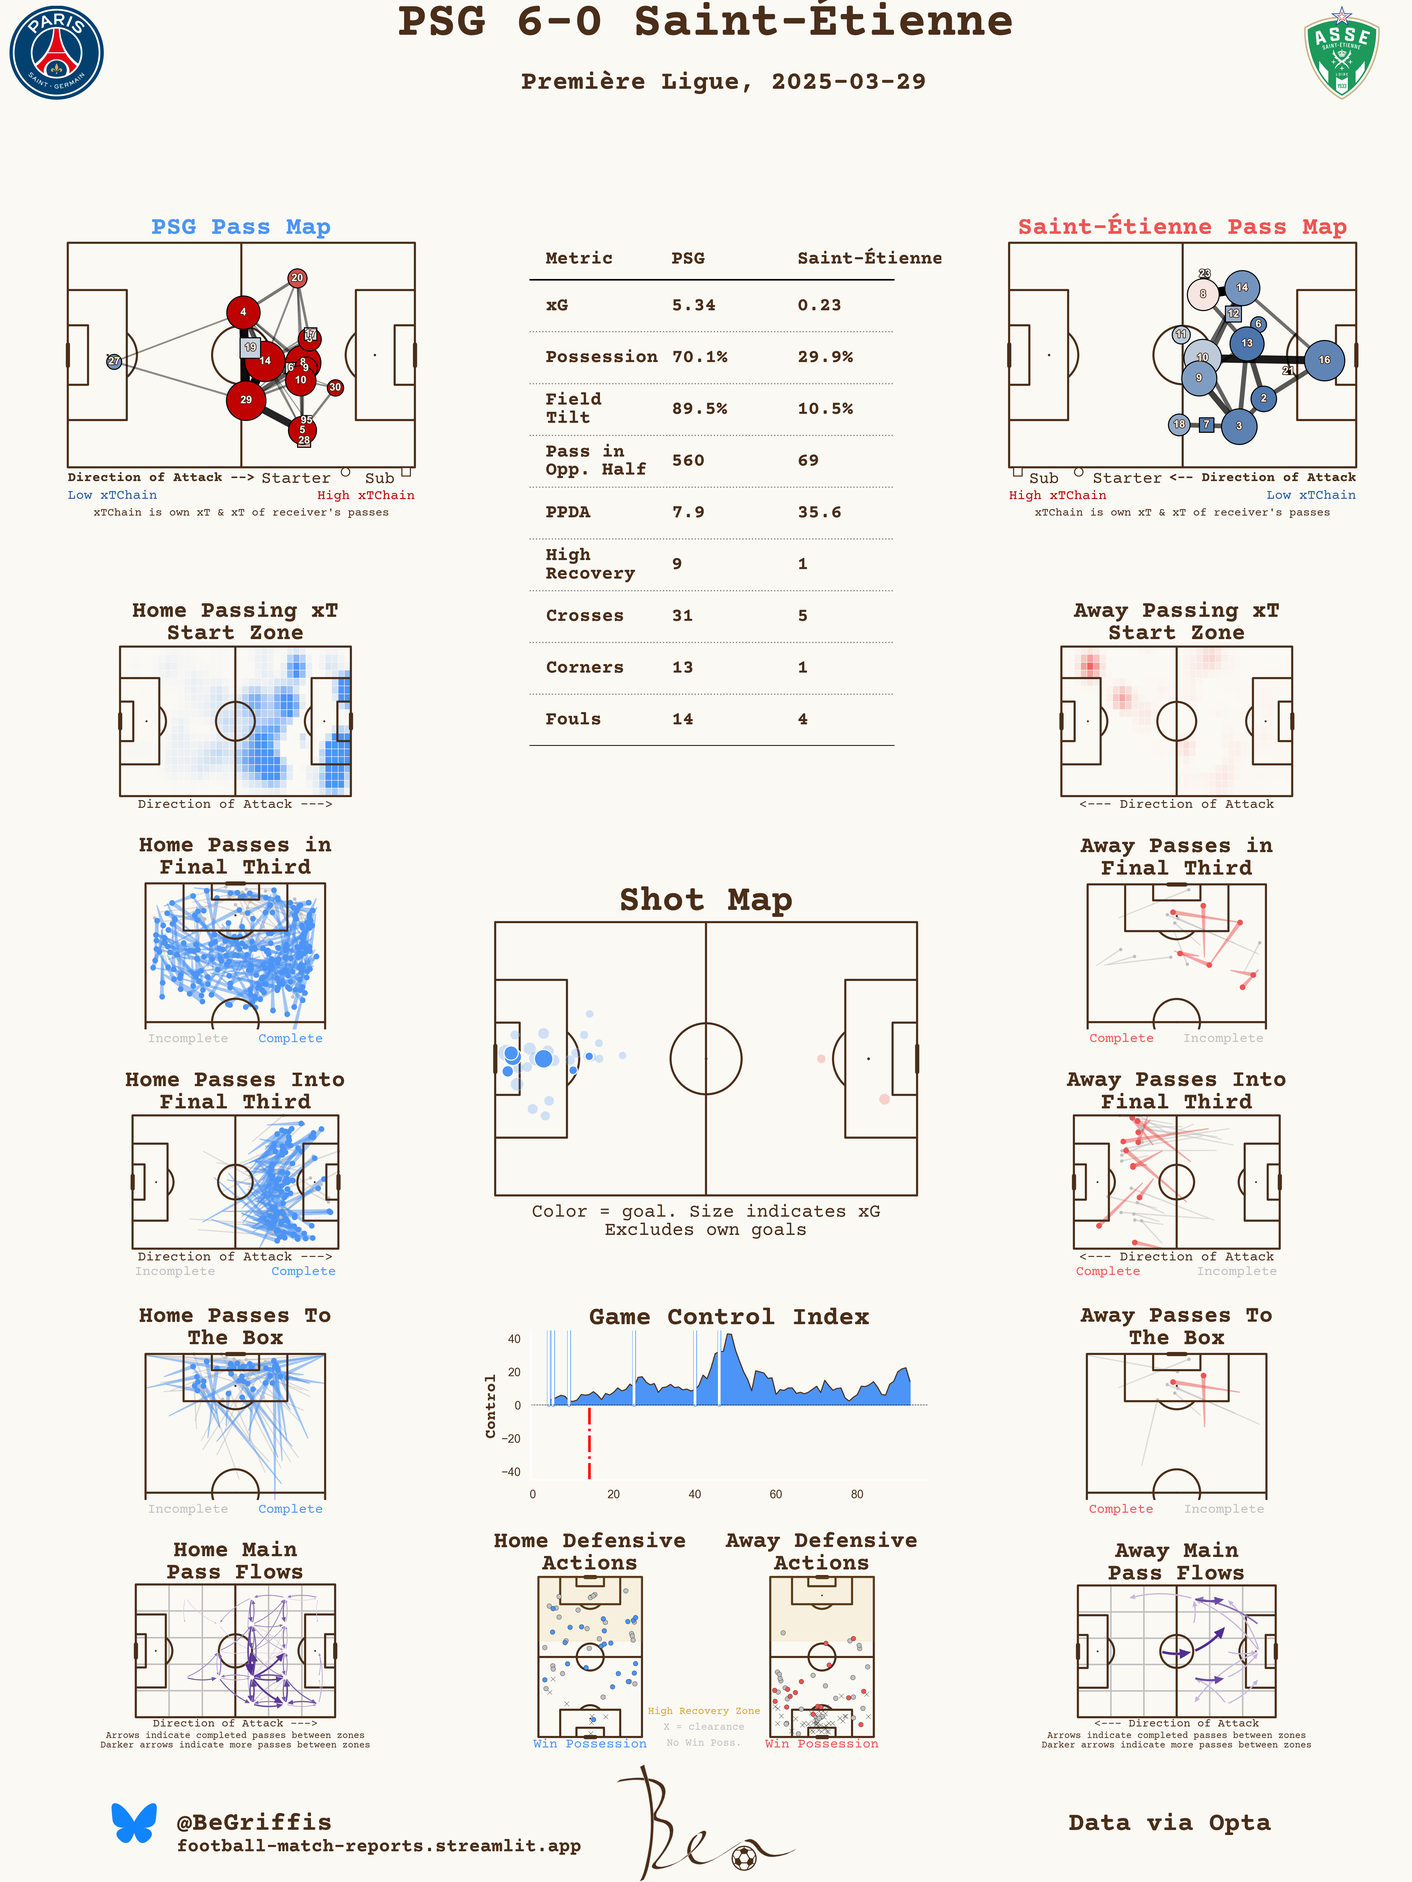 PSG 6-0 Saint-Étienne
Première Ligue, 2025-03-29
PARIS
SAINT-GERMAIN
ASSE
SAINT-ÉTIENNE
LOIRE
1933
PSG Pass Map
20
4
17
19
14
8
6
9
10
27
30
29
95
5
28
Direction of Attack --> Starter Sub
Low xTChain High xTChain
xTChain is own xT & xT of receiver's passes
Metric PSG Saint-Étienne
xG 5.34 0.23
Possession 70.1% 29.9%
Field
Tilt 89.5% 10.5%
Pass in
Opp. Half 560 69
PPDA 7.9 35.6
High
Recovery 9 1
Crosses 31 5
Corners 13 1
Fouls 14 4
Saint-Étienne Pass Map
23
8
14
12
6
11
13
10
16
9
21
2
18
7
3
Sub Starter <-- Direction of Attack
High xTChain Low xTChain
xTChain is own xT & xT of receiver's passes
Home Passing xT
Start Zone
Direction of Attack --->
Away Passing xT
Start Zone
<--- Direction of Attack
Home Passes in
Final Third
Incomplete Complete
Away Passes in
Final Third
Complete Incomplete
Shot Map
Color = goal. Size indicates xG
Excludes own goals
Home Passes Into
Final Third
Direction of Attack --->
Incomplete Complete
Away Passes Into
Final Third
<--- Direction of Attack
Complete Incomplete
Home Passes To
The Box
Incomplete Complete
Game Control Index
Control
40
20
0
−20
−40
0 20 40 60 80
Away Passes To
The Box
Complete Incomplete
Home Main
Pass Flows
Direction of Attack --->
Arrows indicate completed passes between zones
Darker arrows indicate more passes between zones
Home Defensive
Actions
Win Possession
High Recovery Zone
X = clearance
No Win Poss.
Away Defensive
Actions
Win Possession
Away Main
Pass Flows
<--- Direction of Attack
Arrows indicate completed passes between zones
Darker arrows indicate more passes between zones
@BeGriffis
football-match-reports.streamlit.app
Ben
Data via Opta